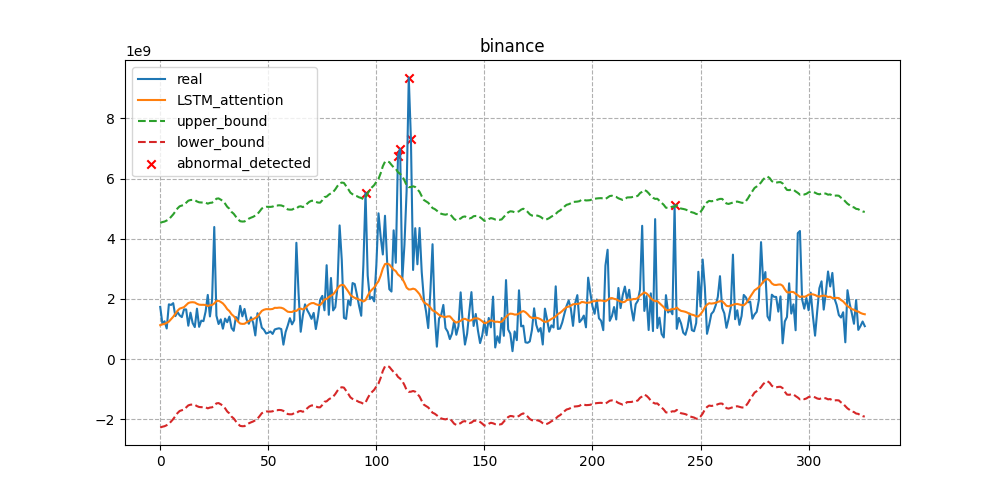 binance
1e9
real
LSTM_attention
upper_bound
lower_bound
abnormal_detected
8
6
4
2
0
−2
0 50 100 150 200 250 300